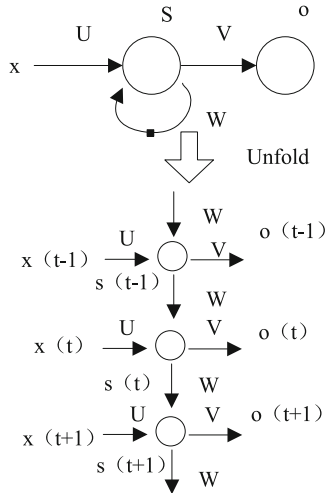 S o
U V
x
W
Unfold
W
U V o (t-1)
x (t-1)
s (t-1)
W
U V o (t)
x (t)
s (t) W
U V o (t+1)
x (t+1)
s (t+1)
W